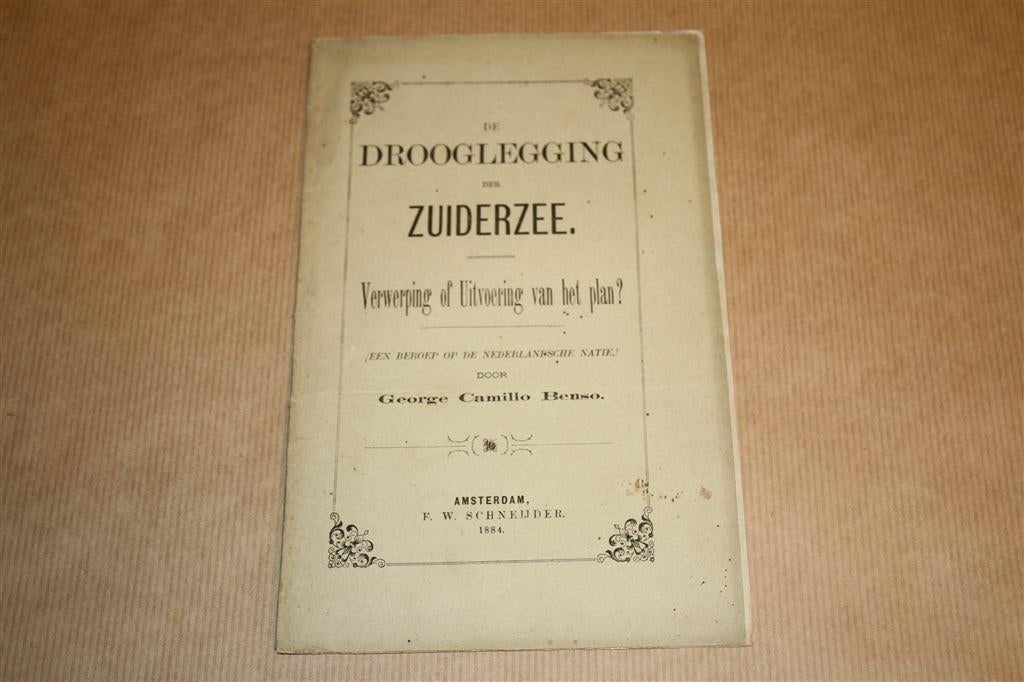 DE
DROOGLEGGING
DER
ZUIDERZEE.
Verwerping of Uitvoering van het plan?
(EEN BEROEP OP DE NEDERLANDSCHE NATIE.)
DOOR
George Camillo Benso.
AMSTERDAM,
F. W. SCHNEIJDER.
1884.